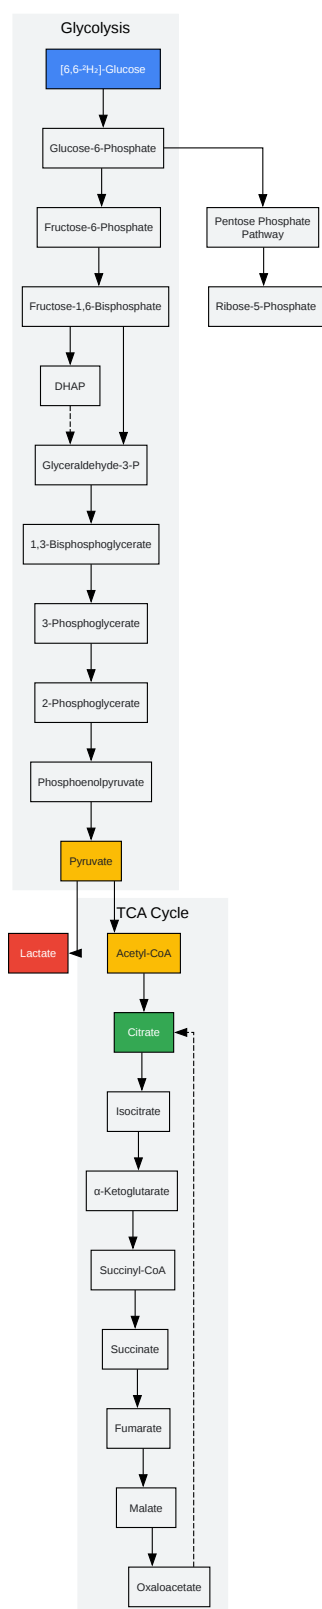 Glycolysis
[6,6-²H₂]-Glucose
Glucose-6-Phosphate
Fructose-6-Phosphate
Pentose Phosphate
Pathway
Fructose-1,6-Bisphosphate
Ribose-5-Phosphate
DHAP
Glyceraldehyde-3-P
1,3-Bisphosphoglycerate
3-Phosphoglycerate
2-Phosphoglycerate
Phosphoenolpyruvate
Pyruvate
TCA Cycle
Lactate
Acetyl-CoA
Citrate
Isocitrate
α-Ketoglutarate
Succinyl-CoA
Succinate
Fumarate
Malate
Oxaloacetate